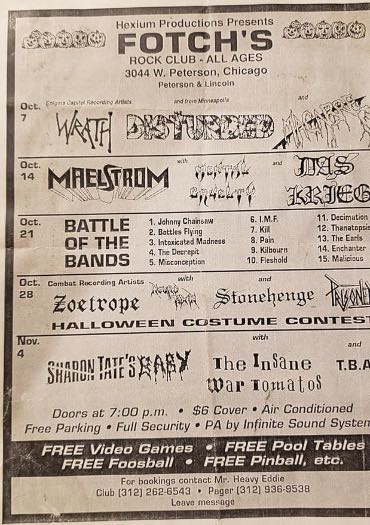 Hexium Productions Presents
FOTCH'S
ROCK CLUB - ALL AGES
3044 W. Peterson, Chicago
Peterson & Lincoln
Oct. 7
Enigma Capitol Recording Artists
and from Minneapolis
and
WRATH
DISTURBED
Oct. 14
MAELSTROM
with
and
DAS KRIEG
Oct. 21
BATTLE OF THE BANDS
1. Johnny Chainsaw
2. Bottles Flying
3. Intoxicated Madness
4. The Decrepit
5. Misconception
6. I.M.F.
7. Kill
8. Pain
9. Kilbourn
10. Fleshold
11. Decimation
12. Thanatopsis
13. The Earls
14. Enchanter
15. Malicious
Oct. 28
Combat Recording Artists
with
and
Zoetrope
Stonehenge
HALLOWEEN COSTUME CONTEST
Nov. 4
with
and
SHARON TATE'S BABY
The Insane War Tomatos
T.B.A
Doors at 7:00 p.m. • $6 Cover • Air Conditioned
Free Parking • Full Security • PA by Infinite Sound System
FREE Video Games • FREE Pool Tables
FREE Foosball • FREE Pinball, etc.
For bookings contact Mr. Heavy Eddie
Club (312) 262-6543 • Pager (312) 936-9538
Leave message